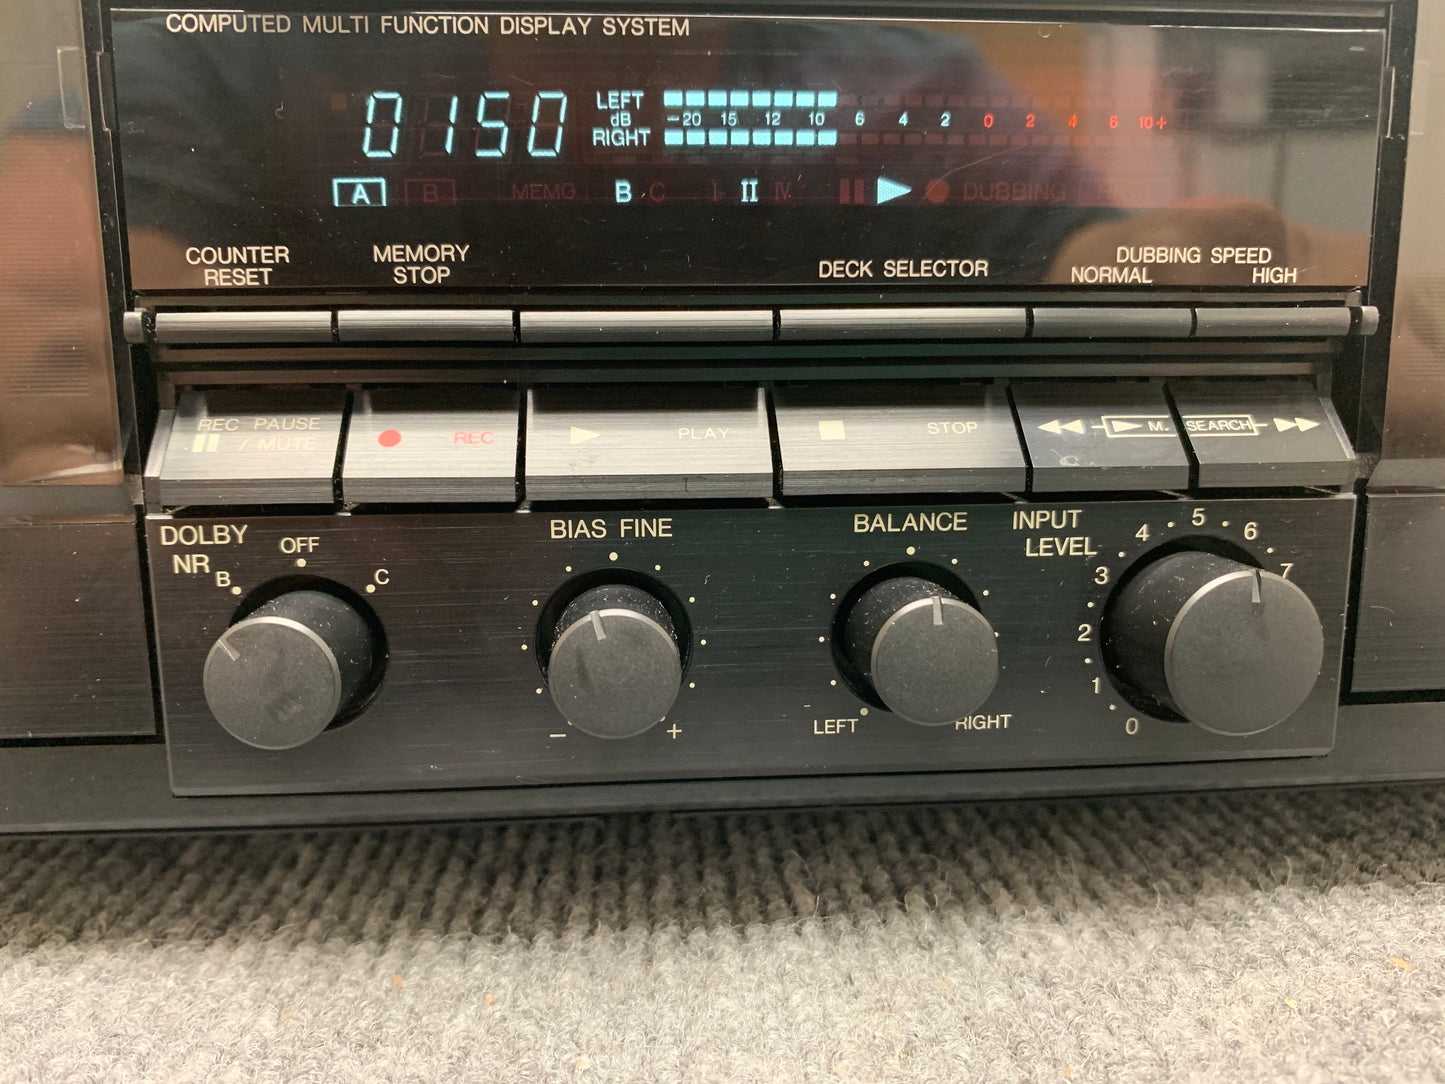 COMPUTED MULTI FUNCTION DISPLAY SYSTEM
0150
LEFT
dB -20 15 12 10 6 4 2 0 2 4 6 10+
RIGHT
A B MEMO B C I II IV DUBBING
COUNTER RESET
MEMORY STOP
DECK SELECTOR
DUBBING SPEED
NORMAL HIGH
REC PAUSE
/ MUTE
REC
PLAY
STOP
M. SEARCH
DOLBY NR
B OFF C
BIAS FINE
- +
BALANCE
LEFT RIGHT
INPUT LEVEL
0 1 2 3 4 5 6 7